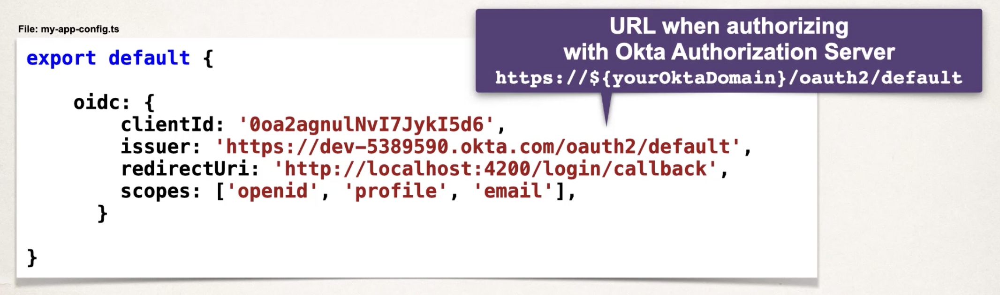 File: my-app-config.ts
URL when authorizing
with Okta Authorization Server
https://${yourOktaDomain}/oauth2/default
export default {
oidc: {
clientId: '0oa2agnulNvI7JykI5d6',
issuer: 'https://dev-5389590.okta.com/oauth2/default',
redirectUri: 'http://localhost:4200/login/callback',
scopes: ['openid', 'profile', 'email'],
}
}